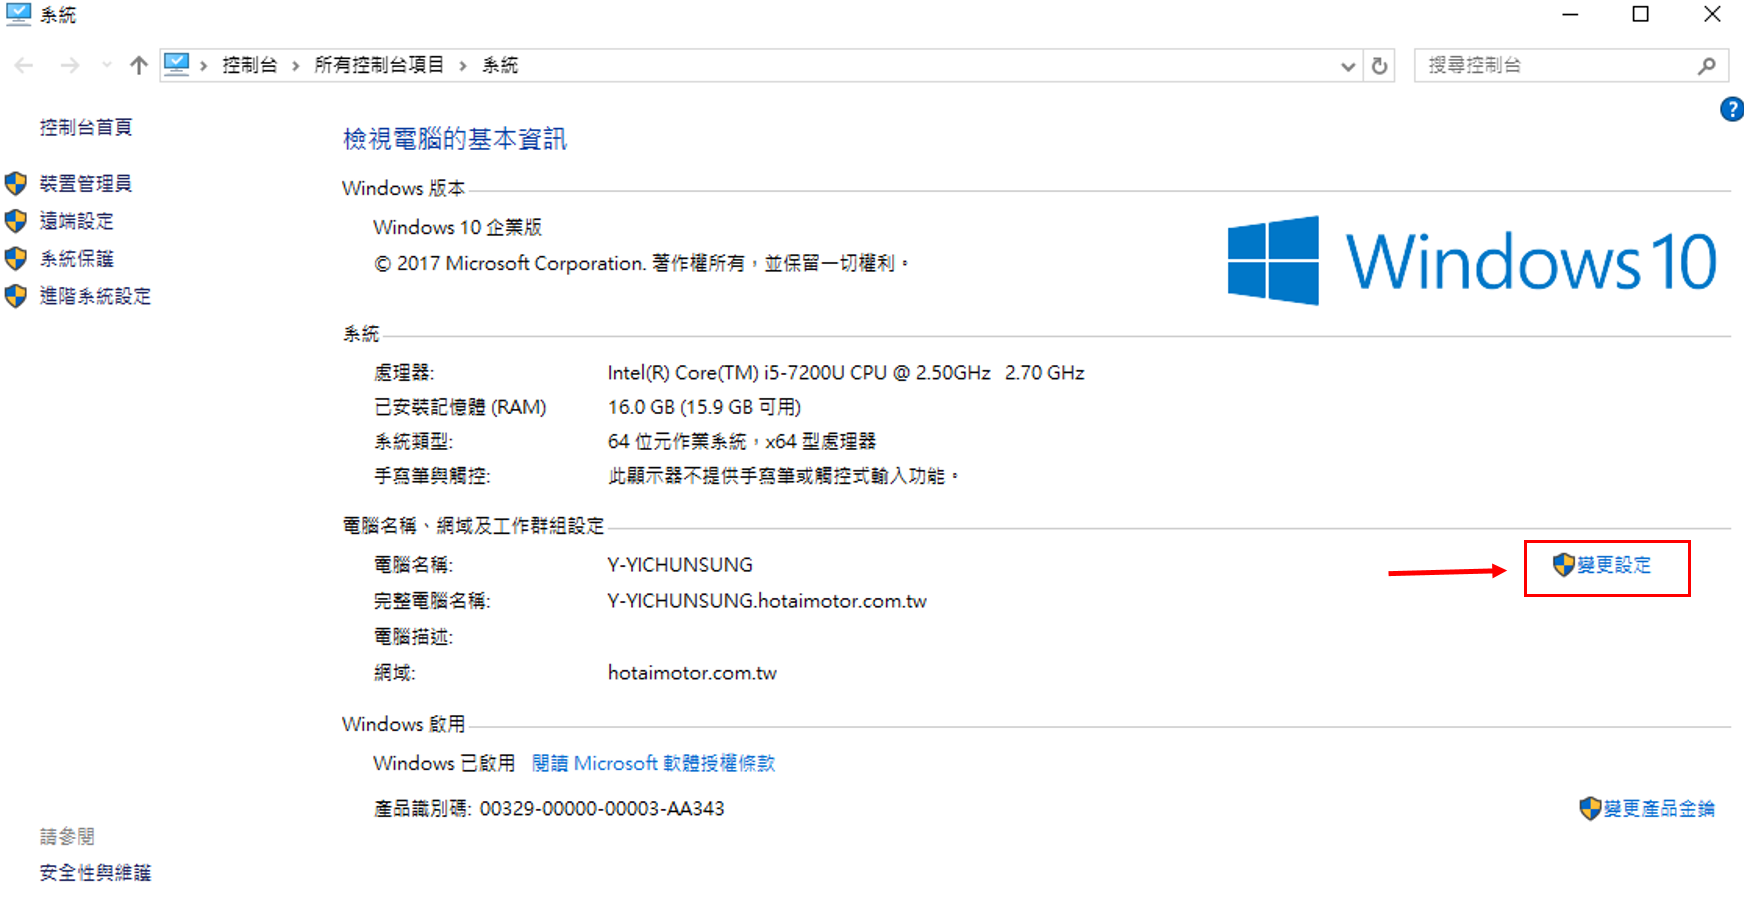 系統
控制台 所有控制台項目 系統
搜尋控制台
控制台首頁
裝置管理員
遠端設定
系統保護
進階系統設定
檢視電腦的基本資訊
Windows 版本
Windows 10 企業版
© 2017 Microsoft Corporation. 著作權所有，並保留一切權利。
Windows 10
系統
處理器: Intel(R) Core(TM) i5-7200U CPU @ 2.50GHz 2.70 GHz
已安裝記憶體 (RAM) 16.0 GB (15.9 GB 可用)
系統類型: 64 位元作業系統，x64 型處理器
手寫筆與觸控: 此顯示器不提供手寫筆或觸控式輸入功能。
電腦名稱、網域及工作群組設定
電腦名稱: Y-YICHUNSUNG 變更設定
完整電腦名稱: Y-YICHUNSUNG.hotaimotor.com.tw
電腦描述:
網域: hotaimotor.com.tw
Windows 啟用
Windows 已啟用 閱讀 Microsoft 軟體授權條款
產品識別碼: 00329-00000-00003-AA343 變更產品金鑰
請參閱
安全性與維護